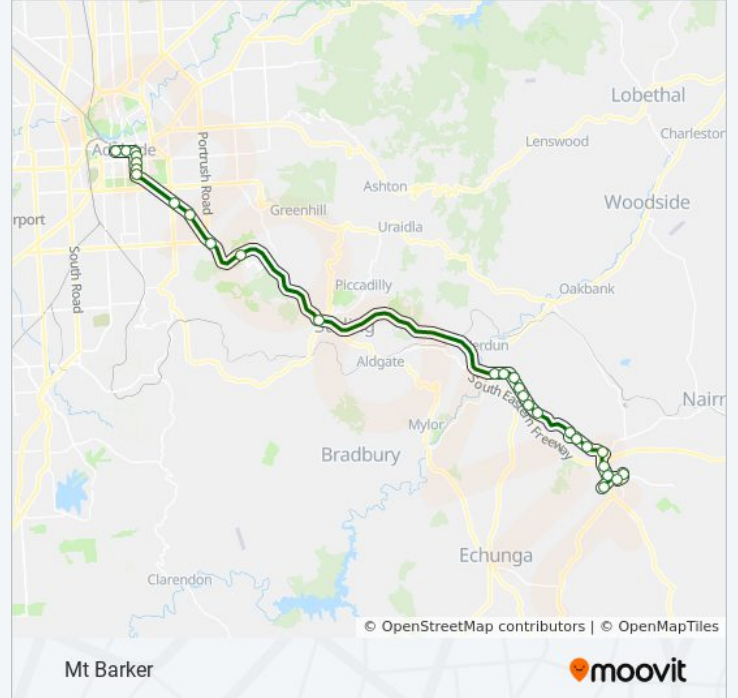 Lobethal
Charleston
Portrush Road
Lenswood
Ashton
Woodside
Greenhill
rport
Uraidla
South Road
Piccadilly
Oakbank
erdun
Aldgate
South Eastern Freeway
Nairn
Mylor
Bradbury
Echunga
Clarendon
© OpenStreetMap contributors | © OpenMapTiles
Mt Barker
moovit